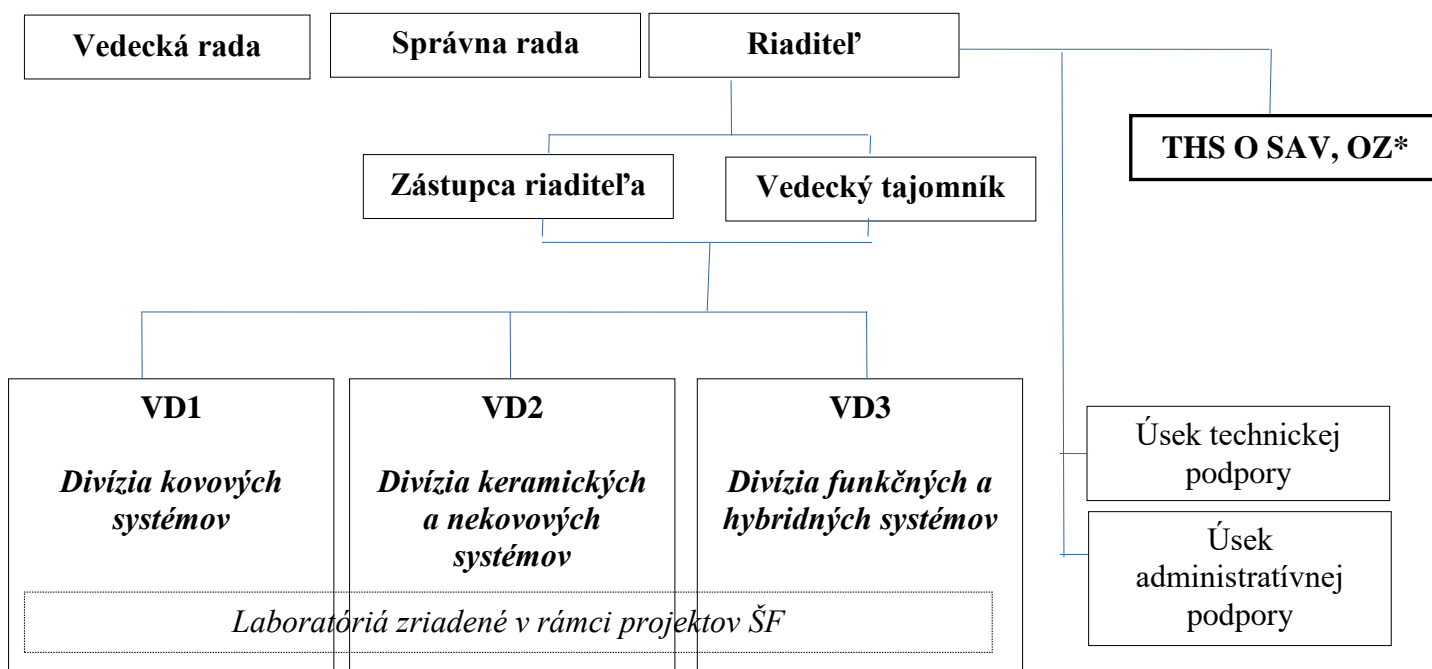 Vedecká rada
Správna rada
Riaditeľ
THS O SAV, OZ*
Zástupca riaditeľa
Vedecký tajomník
VD1
Divízia kovových
systémov
VD2
Divízia keramických
a nekovových
systémov
VD3
Divízia funkčných a
hybridných systémov
Laboratóriá zriadené v rámci projektov ŠF
Úsek technickej
podpory
Úsek
administratívnej
podpory